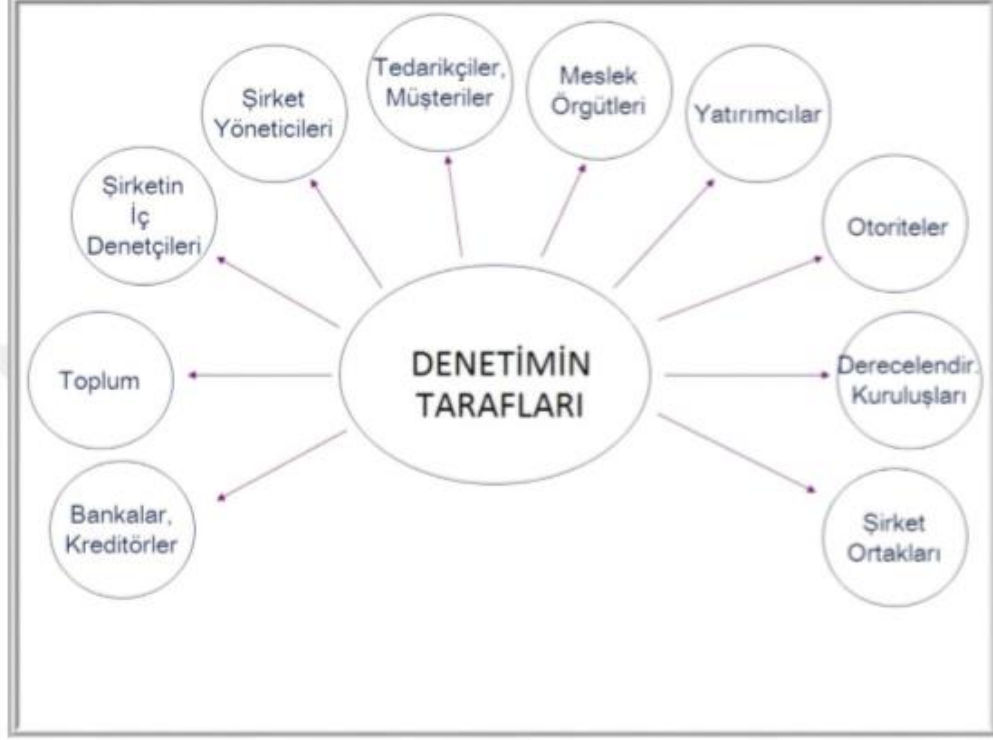 Tedarikçiler,
Müşteriler
Meslek
Örgütleri
Şirket
Yöneticileri
Yatırımcılar
Şirketin
İç
Denetçileri
Otoriteler
DENETİMİN
TARAFLARI
Toplum
Derecelendir.
Kuruluşları
Bankalar,
Kreditörler
Şirket
Ortakları